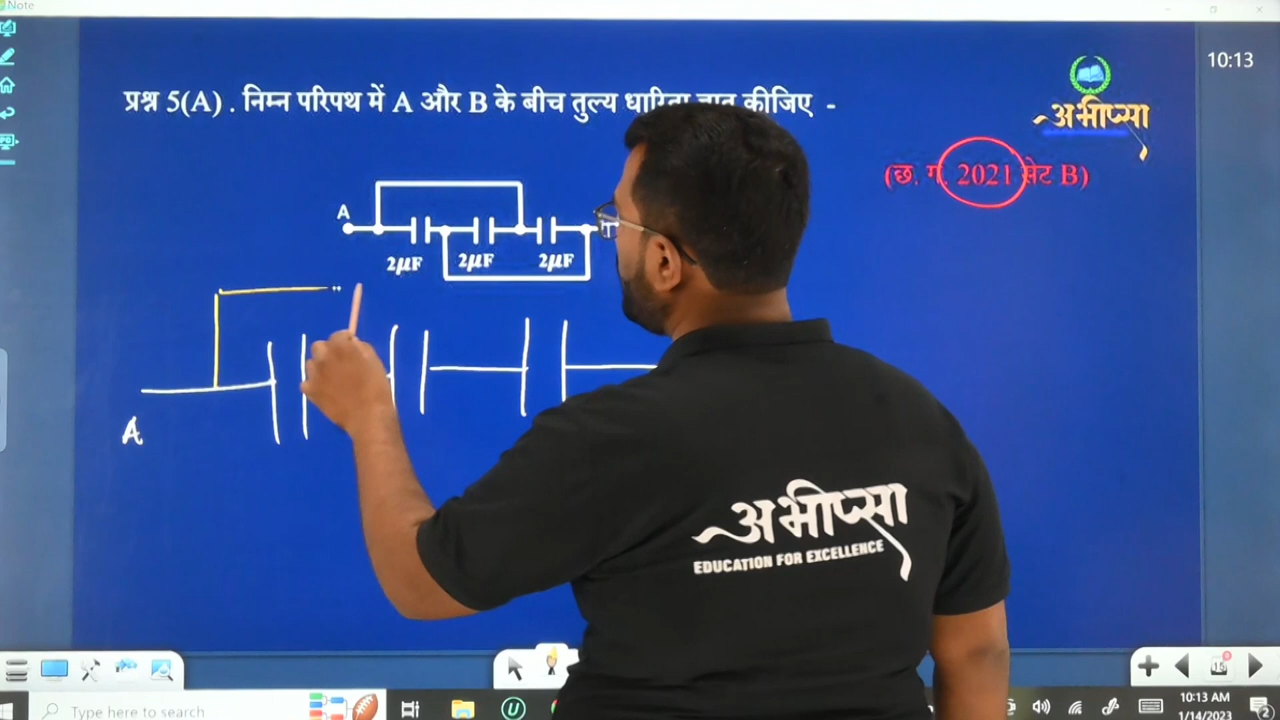 Note
10:13
प्रश्न 5(A) . निम्न परिपथ में A और B के बीच तुल्य धारिता ज्ञात कीजिए -
अभीप्सा
(छ. ग. 2021 सेट B)
A
2μF 2μF 2μF
A
अभीप्सा
EDUCATION FOR EXCELLENCE
Type here to search
10:13 AM
1/14/2023